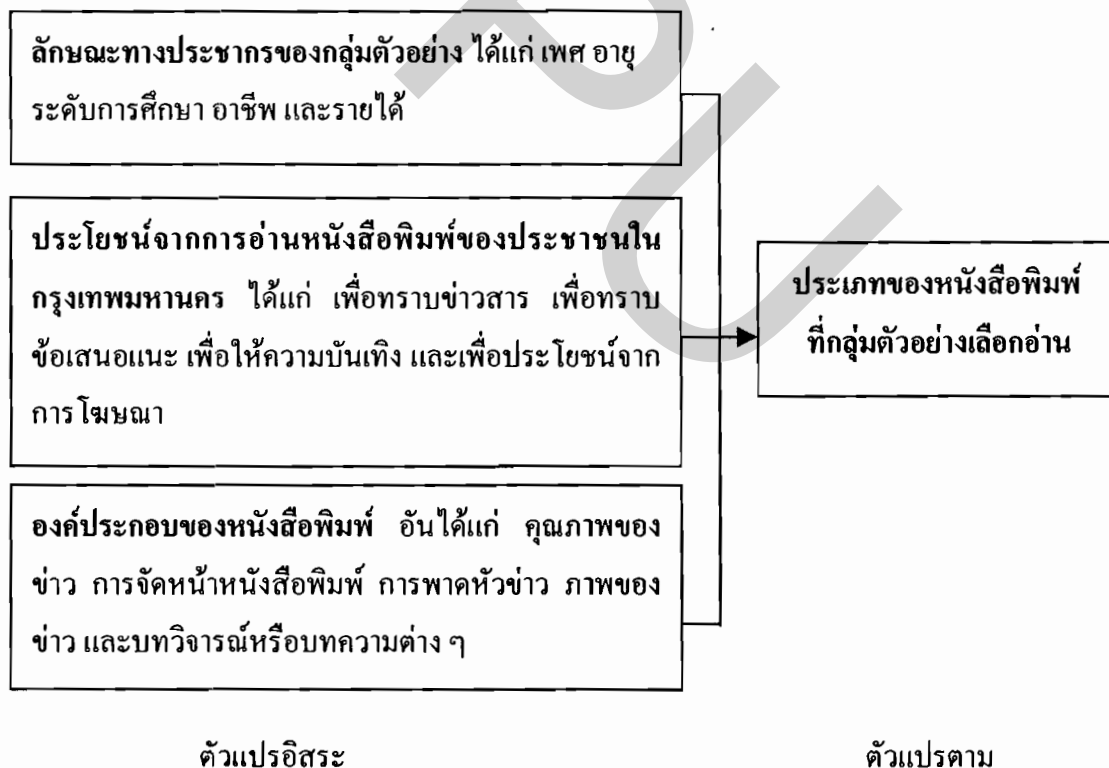 ลักษณะทางประชากรของกลุ่มตัวอย่าง ได้แก่ เพศ อายุ
ระดับการศึกษา อาชีพ และรายได้
ประโยชน์จากการอ่านหนังสือพิมพ์ของประชาชนใน
กรุงเทพมหานคร ได้แก่ เพื่อทราบข่าวสาร เพื่อทราบ
ข้อเสนอแนะ เพื่อให้ความบันเทิง และเพื่อประโยชน์จาก
การโฆษณา
องค์ประกอบของหนังสือพิมพ์ อันได้แก่ คุณภาพของ
ข่าว การจัดหน้าหนังสือพิมพ์ การพาดหัวข่าว ภาพของ
ข่าว และบทวิจารณ์หรือบทความต่าง ๆ
ประเภทของหนังสือพิมพ์
ที่กลุ่มตัวอย่างเลือกอ่าน
ตัวแปรอิสระ
ตัวแปรตาม